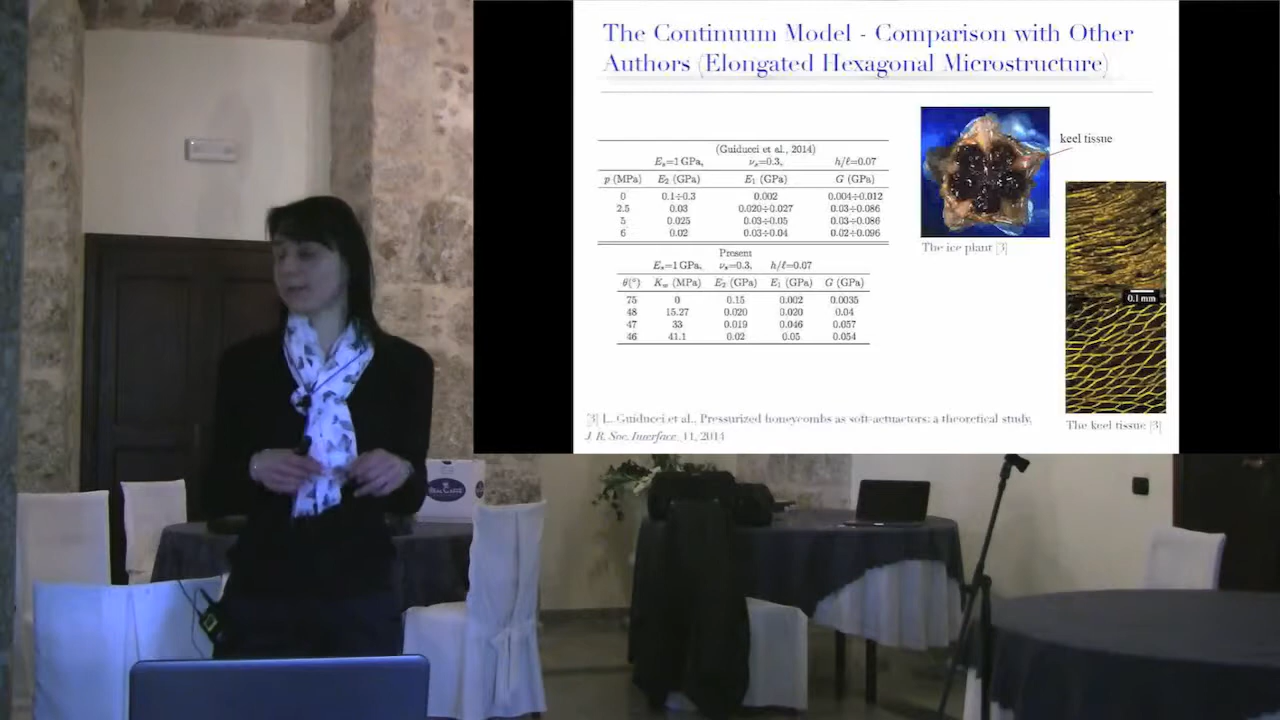 The Continuum Model - Comparison with Other
Authors (Elongated Hexagonal Microstructure)
(Guiducci et al., 2014)
Es=1 GPa, νs=0.3, h/ℓ=0.07
p (MPa) E2 (GPa) E1 (GPa) G (GPa)
0 0.1÷0.3 0.002 0.004÷0.012
2.5 0.03 0.020÷0.027 0.03÷0.086
5 0.025 0.03÷0.05 0.03÷0.086
6 0.02 0.03÷0.04 0.02÷0.096
Present
Es=1 GPa, νs=0.3, h/ℓ=0.07
θ(°) Kw (MPa) E2 (GPa) E1 (GPa) G (GPa)
75 0 0.15 0.002 0.0035
48 15.27 0.020 0.020 0.04
47 33 0.019 0.046 0.057
46 41.1 0.02 0.05 0.054
keel tissue
The ice plant [3]
0.1 mm
The keel tissue [3]
[3] L. Guiducci et al., Pressurized honeycombs as soft-actuactors: a theoretical study,
J. R. Soc. Interface, 11, 2014